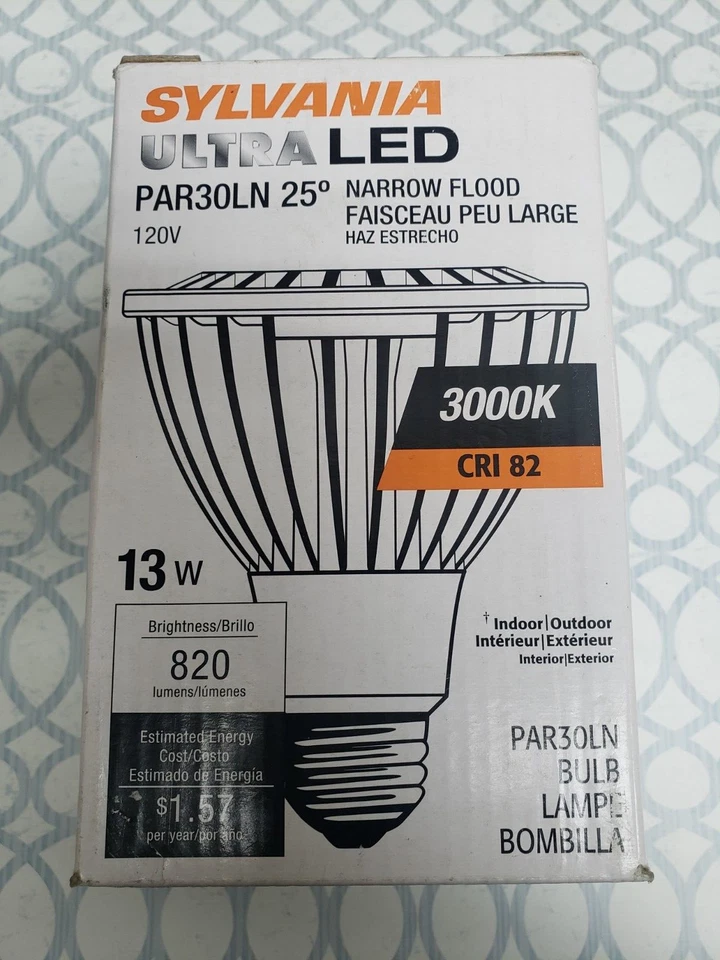 SYLVANIA
ULTRA LED
PAR30LN 25º
120V
NARROW FLOOD
FAISCEAU PEU LARGE
HAZ ESTRECHO
3000K
CRI 82
13 W
Brightness/Brillo
820
lumens/lúmenes
Estimated Energy
Cost/Costo
Estimado de Energía
$1.57
per year/por año
† Indoor|Outdoor
Intérieur|Extérieur
Interior|Exterior
PAR30LN
BULB
LAMPE
BOMBILLA